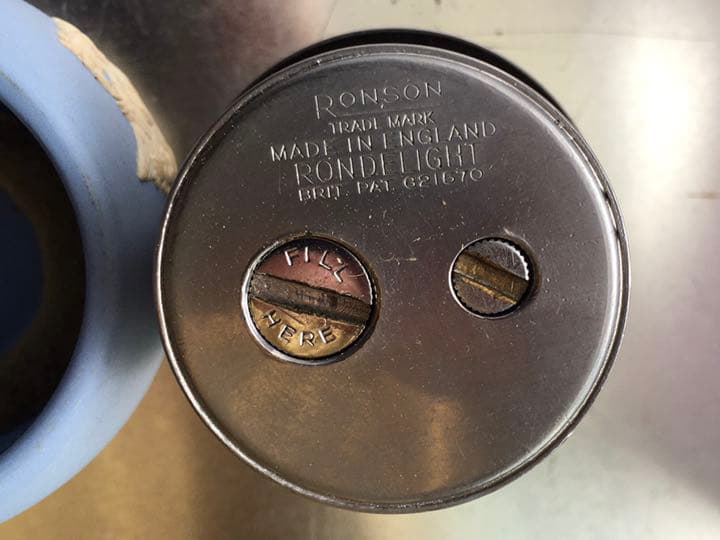 RONSON
TRADE MARK
MADE IN ENGLAND
RONDELIGHT
BRIT. PAT. 621670
FILL
HERE